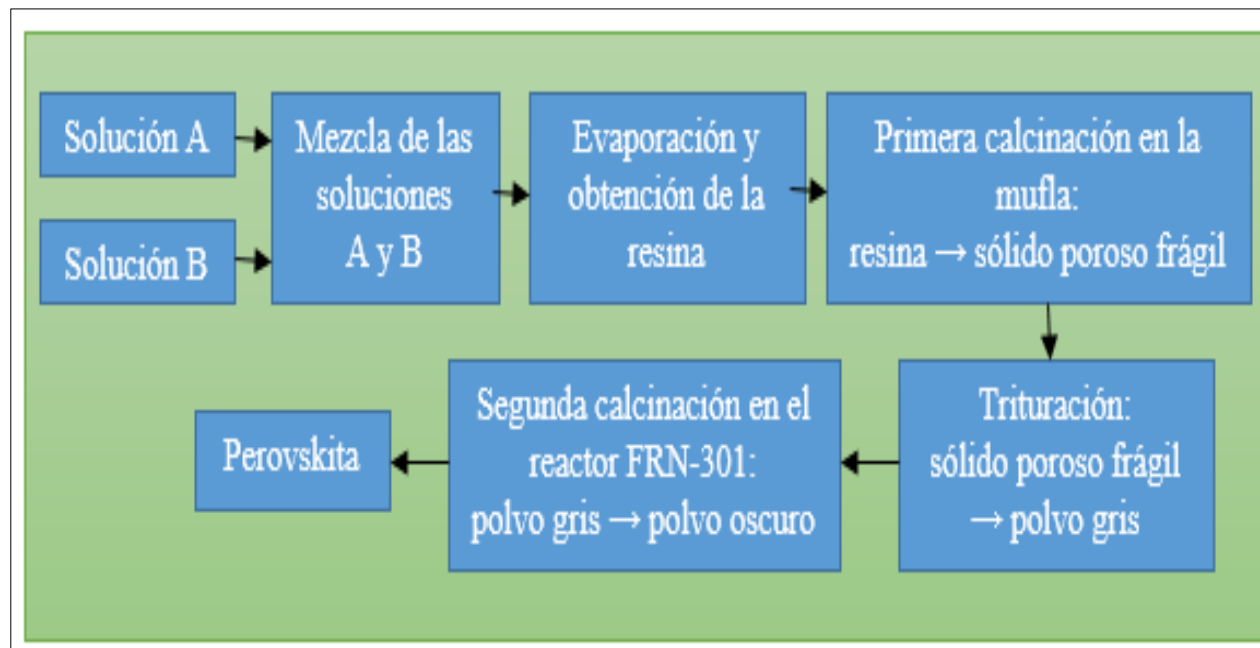 Solución A
Solución B
Mezcla de las
soluciones
A y B
Evaporación y
obtención de la
resina
Primera calcinación en la
mufla:
resina → sólido poroso frágil
Trituración:
sólido poroso frágil
→ polvo gris
Segunda calcinación en el
reactor FRN-301:
polvo gris → polvo oscuro
Perovskita